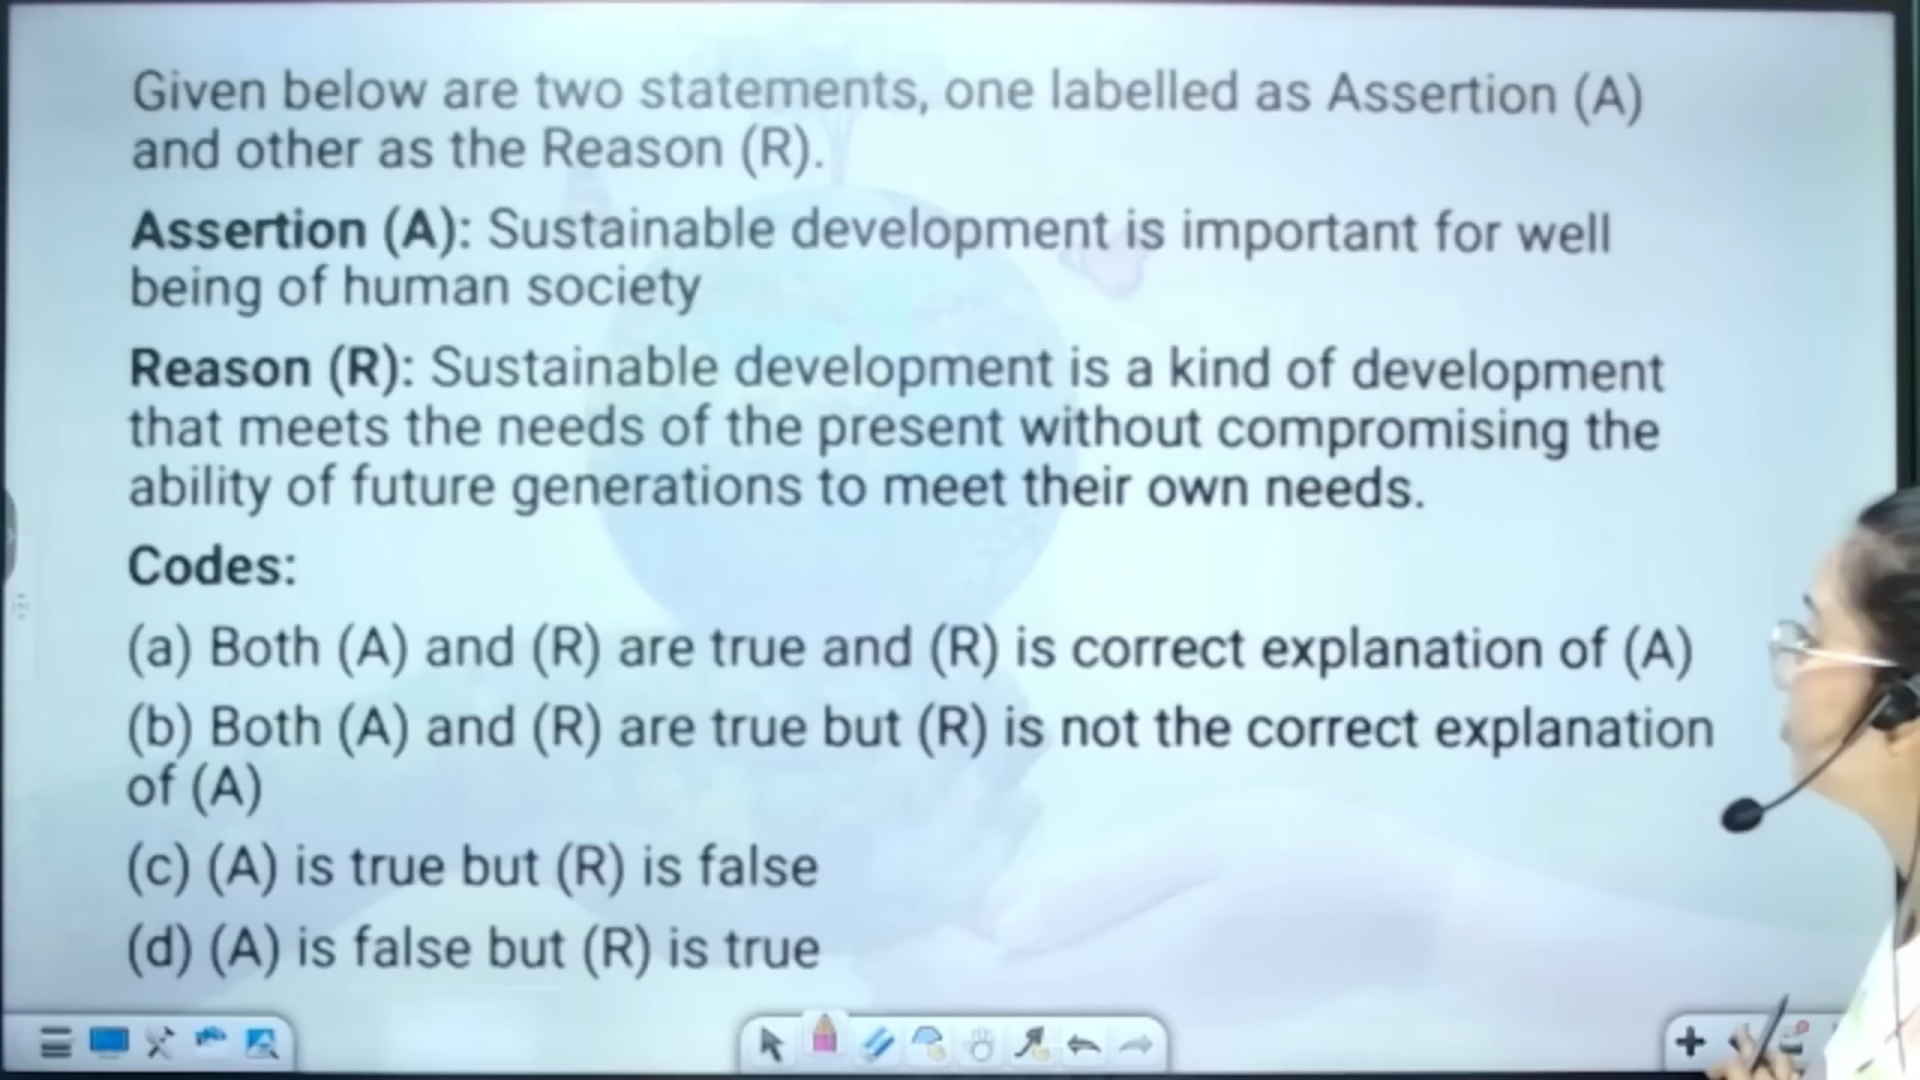 Given below are two statements, one labelled as Assertion (A)
and other as the Reason (R).
Assertion (A): Sustainable development is important for well
being of human society
Reason (R): Sustainable development is a kind of development
that meets the needs of the present without compromising the
ability of future generations to meet their own needs.
Codes:
(a) Both (A) and (R) are true and (R) is correct explanation of (A)
(b) Both (A) and (R) are true but (R) is not the correct explanation
of (A)
(c) (A) is true but (R) is false
(d) (A) is false but (R) is true